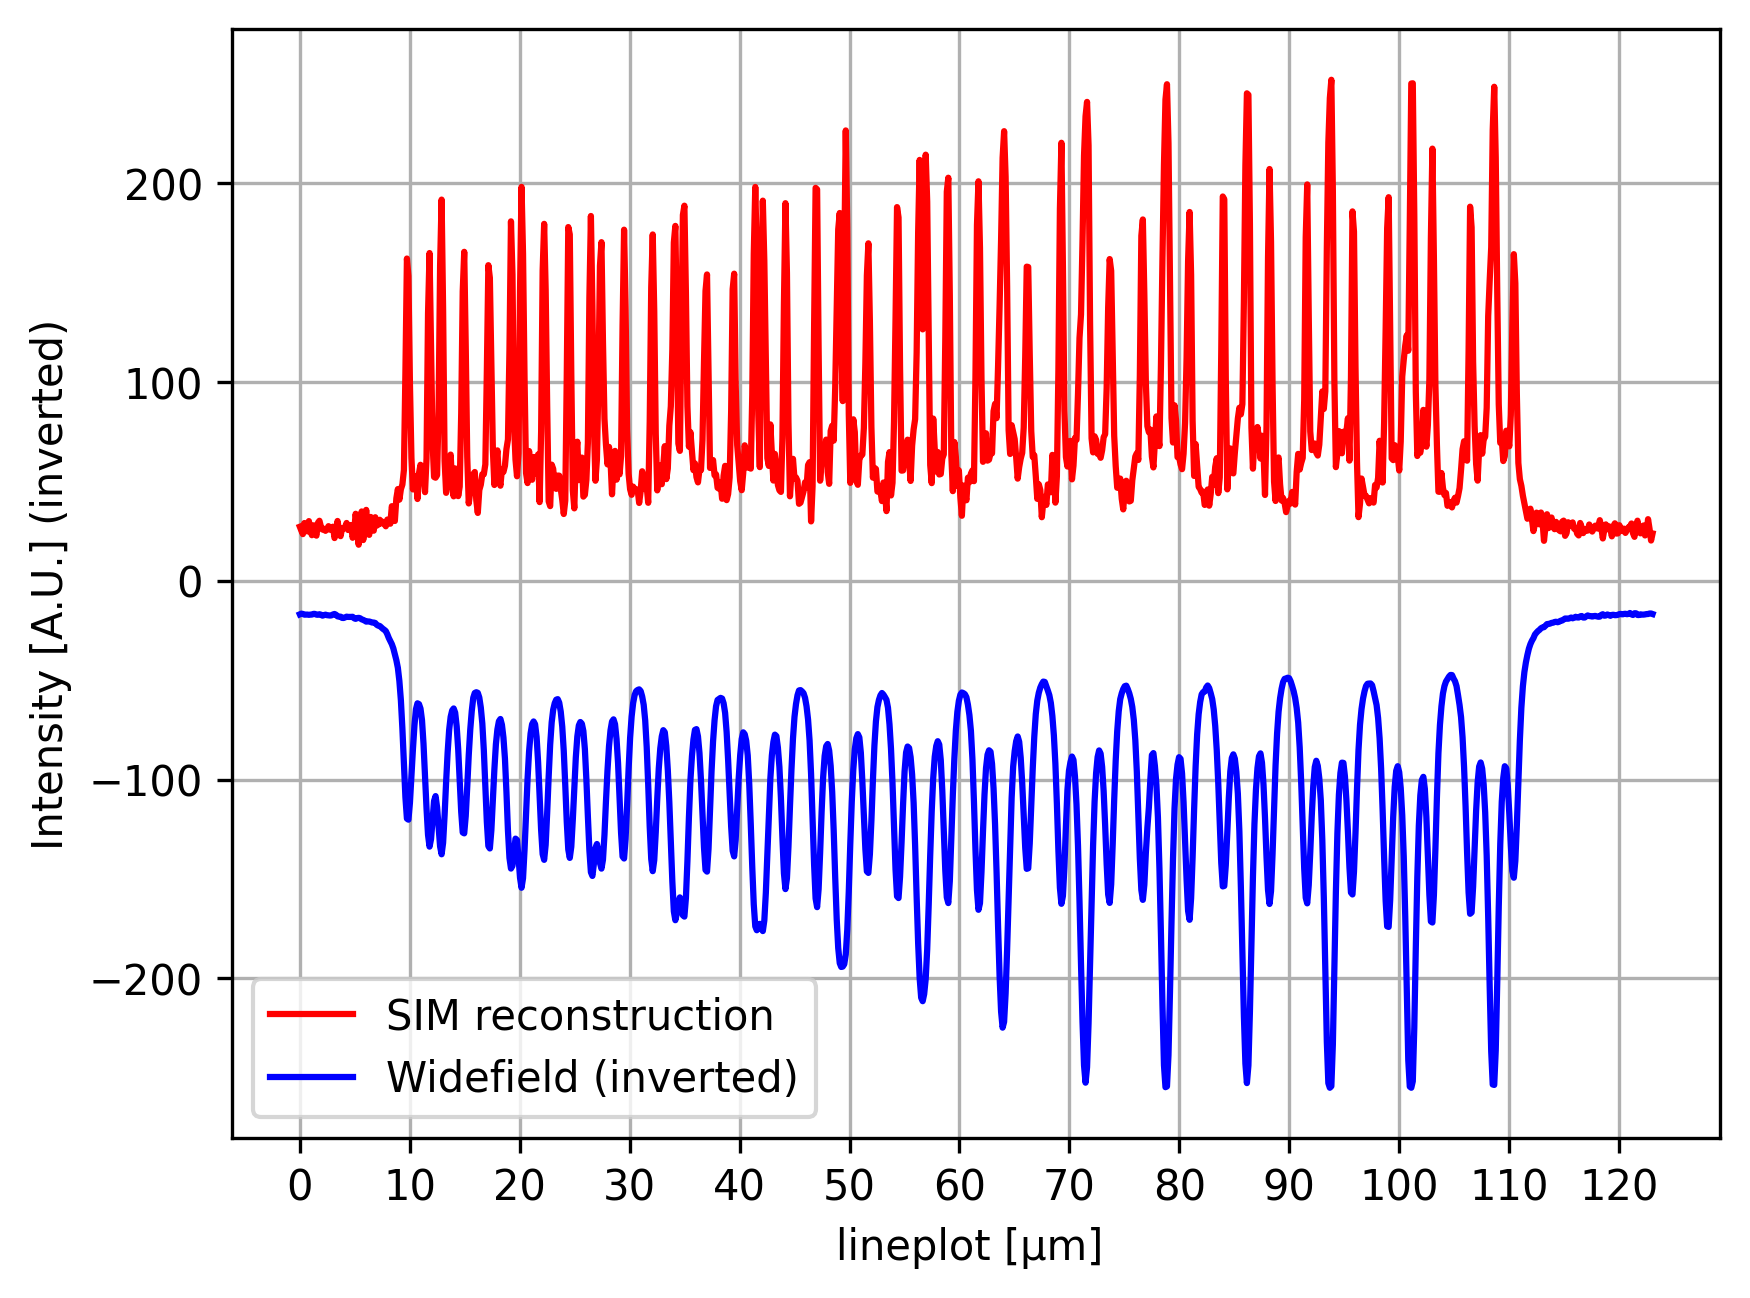 Intensity [A.U.] (inverted)
200
100
0
−100
−200
SIM reconstruction
Widefield (inverted)
0 10 20 30 40 50 60 70 80 90 100 110 120
lineplot [µm]